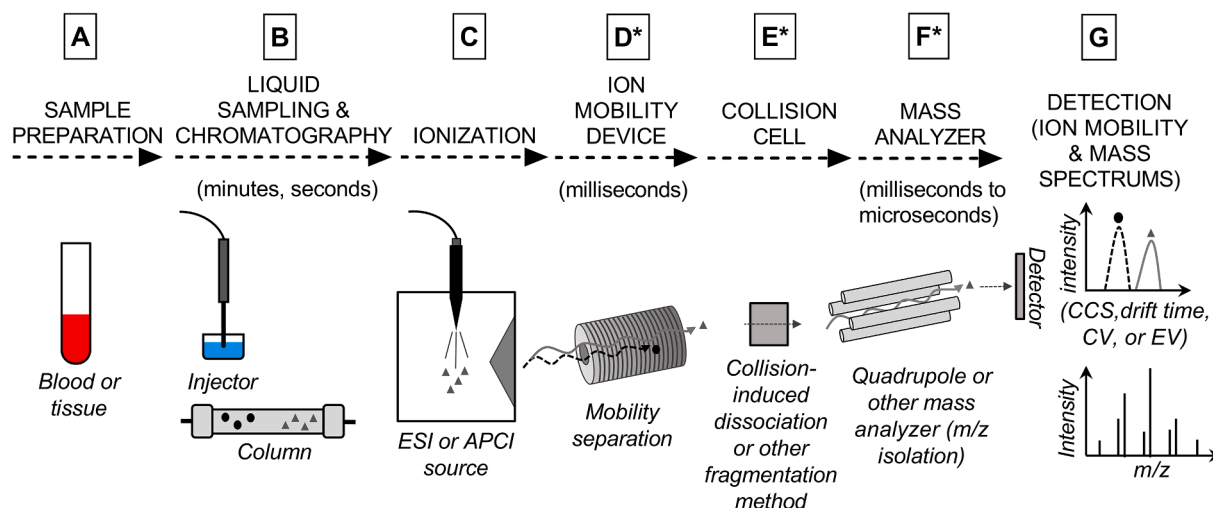 A
B
C
D*
E*
F*
G
SAMPLE
PREPARATION
LIQUID
SAMPLING &
CHROMATOGRAPHY
(minutes, seconds)
IONIZATION
ION
MOBILITY
DEVICE
(milliseconds)
COLLISION
CELL
MASS
ANALYZER
(milliseconds to
microseconds)
DETECTION
(ION MOBILITY
& MASS
SPECTRUMS)
Blood or
tissue
Injector
Column
ESI or APCI
source
Mobility
separation
Collision-
induced
dissociation
or other
fragmentation
method
Quadrupole or
other mass
analyzer (m/z
isolation)
Detector
intensity
(CCS,drift time,
CV, or EV)
Intensity
m/z